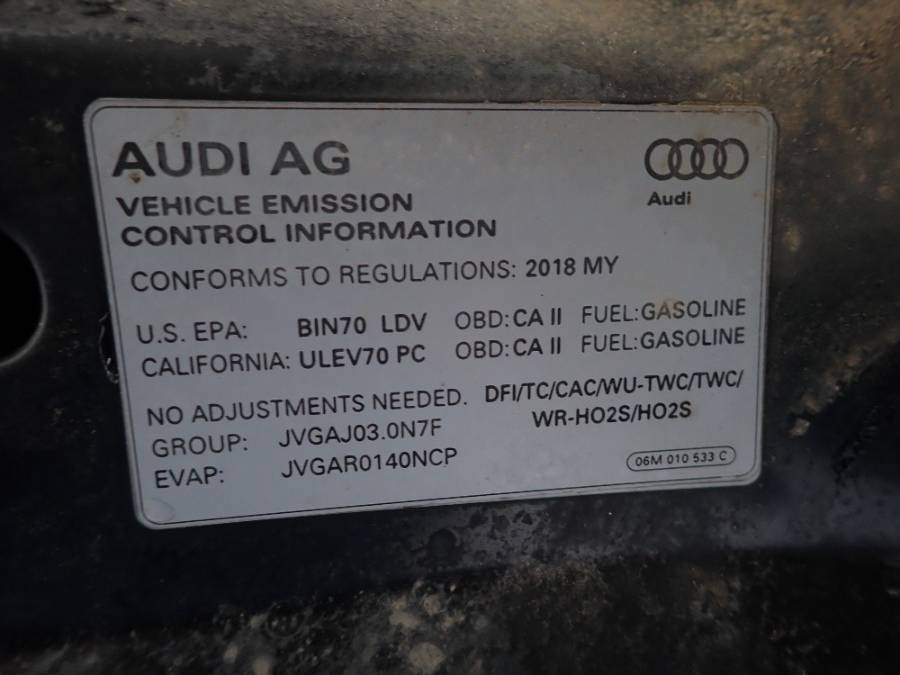 AUDI AG
Audi
VEHICLE EMISSION
CONTROL INFORMATION
CONFORMS TO REGULATIONS: 2018 MY
U.S. EPA: BIN70 LDV OBD:CA II FUEL:GASOLINE
CALIFORNIA: ULEV70 PC OBD:CA II FUEL:GASOLINE
NO ADJUSTMENTS NEEDED. DFI/TC/CAC/WU-TWC/TWC/
WR-HO2S/HO2S
GROUP: JVGAJ03.0N7F
EVAP: JVGAR0140NCP
06M 010 533 C